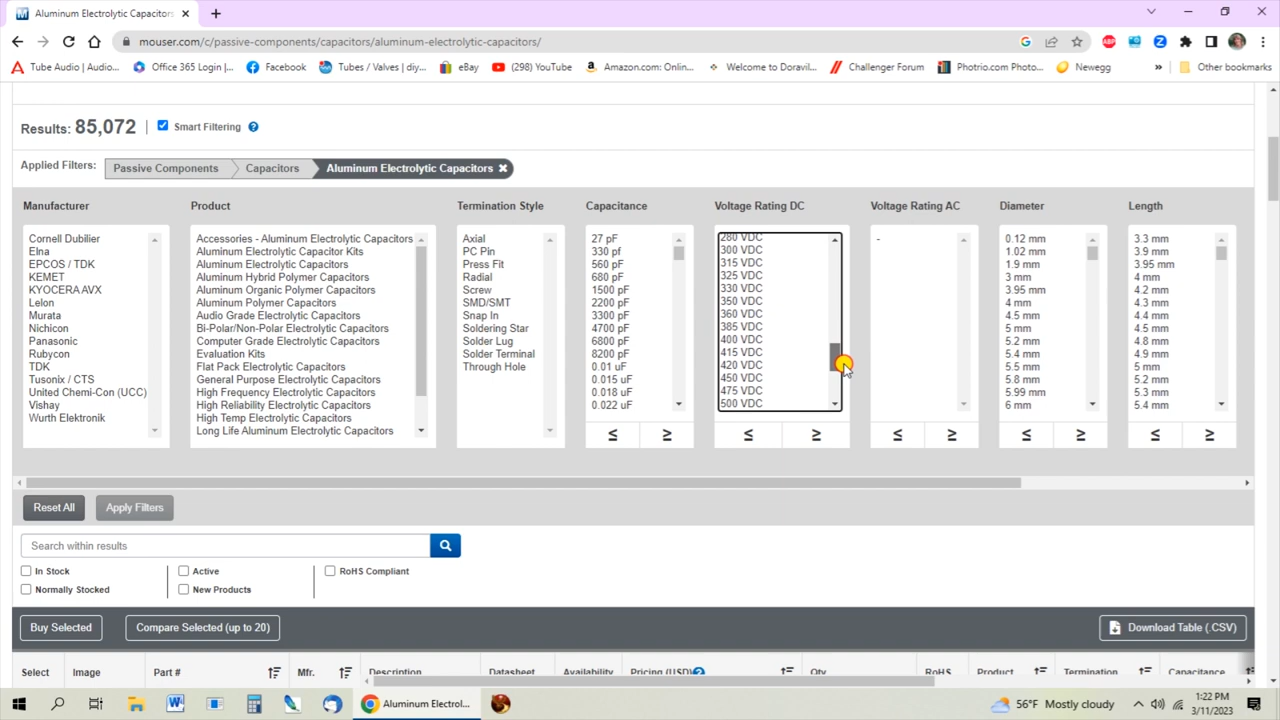 Aluminum Electrolytic Capacitors
mouser.com/c/passive-components/capacitors/aluminum-electrolytic-capacitors/
ABP
Tube Audio | Audio...
Office 365 Login |...
Facebook
Tubes / Valves | diy...
eBay
(298) YouTube
Amazon.com: Onlin...
Welcome to Doravil...
Challenger Forum
Photrio.com Photo...
Newegg
»
Other bookmarks
Results: 85,072
Smart Filtering
Applied Filters:
Passive Components
Capacitors
Aluminum Electrolytic Capacitors
Manufacturer
Cornell Dubilier
Elna
EPCOS / TDK
KEMET
KYOCERA AVX
Lelon
Murata
Nichicon
Panasonic
Rubycon
TDK
Tusonix / CTS
United Chemi-Con (UCC)
Vishay
Wurth Elektronik
Product
Accessories - Aluminum Electrolytic Capacitors
Aluminum Electrolytic Capacitor Kits
Aluminum Electrolytic Capacitors
Aluminum Hybrid Polymer Capacitors
Aluminum Organic Polymer Capacitors
Aluminum Polymer Capacitors
Audio Grade Electrolytic Capacitors
Bi-Polar/Non-Polar Electrolytic Capacitors
Computer Grade Electrolytic Capacitors
Evaluation Kits
Flat Pack Electrolytic Capacitors
General Purpose Electrolytic Capacitors
High Frequency Electrolytic Capacitors
High Reliability Electrolytic Capacitors
High Temp Electrolytic Capacitors
Long Life Aluminum Electrolytic Capacitors
Termination Style
Axial
PC Pin
Press Fit
Radial
Screw
SMD/SMT
Snap In
Soldering Star
Solder Lug
Solder Terminal
Through Hole
Capacitance
27 pF
330 pf
560 pF
680 pF
1500 pF
2200 pF
3300 pF
4700 pF
6800 pF
8200 pF
0.01 uF
0.015 uF
0.018 uF
0.022 uF
≤
≥
Voltage Rating DC
280 VDC
300 VDC
315 VDC
325 VDC
330 VDC
350 VDC
360 VDC
385 VDC
400 VDC
415 VDC
420 VDC
450 VDC
475 VDC
500 VDC
≤
≥
Voltage Rating AC
-
≤
≥
Diameter
0.12 mm
1.02 mm
1.9 mm
3 mm
3.95 mm
4 mm
4.5 mm
5 mm
5.2 mm
5.4 mm
5.5 mm
5.8 mm
5.99 mm
6 mm
≤
≥
Length
3.3 mm
3.9 mm
3.95 mm
4 mm
4.2 mm
4.3 mm
4.4 mm
4.5 mm
4.8 mm
4.9 mm
5 mm
5.2 mm
5.3 mm
5.4 mm
≤
≥
Reset All
Apply Filters
Search within results
In Stock
Active
RoHS Compliant
Normally Stocked
New Products
Buy Selected
Compare Selected (up to 20)
Download Table (.CSV)
Select
Image
Part #
Mfr.
Description
Datasheet
Availability
Pricing (USD)
Qty
RoHS
Product
Termination
Capacitance
Aluminum Electrol...
56°F Mostly cloudy
1:22 PM
3/11/2023